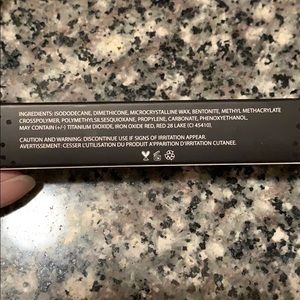 INGREDIENTS: ISODODECANE, DIMETHICONE, MICROCRYSTALLINE WAX, BENTONITE, METHYL METHACRYLATE
CROSSPOLYMER, POLYMETHYLSILSESQUIOXANE, PROPYLENE, CARBONATE, PHENOXYETHANOL.
MAY CONTAIN (+/-) TITANIUM DIOXIDE, IRON OXIDE RED, RED 28 LAKE (CI 45410).
CAUTION AND WARNING: DISCONTINUE USE IF SIGNS OF IRRITATION APPEAR.
AVERTISSEMENT: CESSER L'UTILISATION DU PRODUIT A'PPARITION D'IRRITATION CUTANEE.